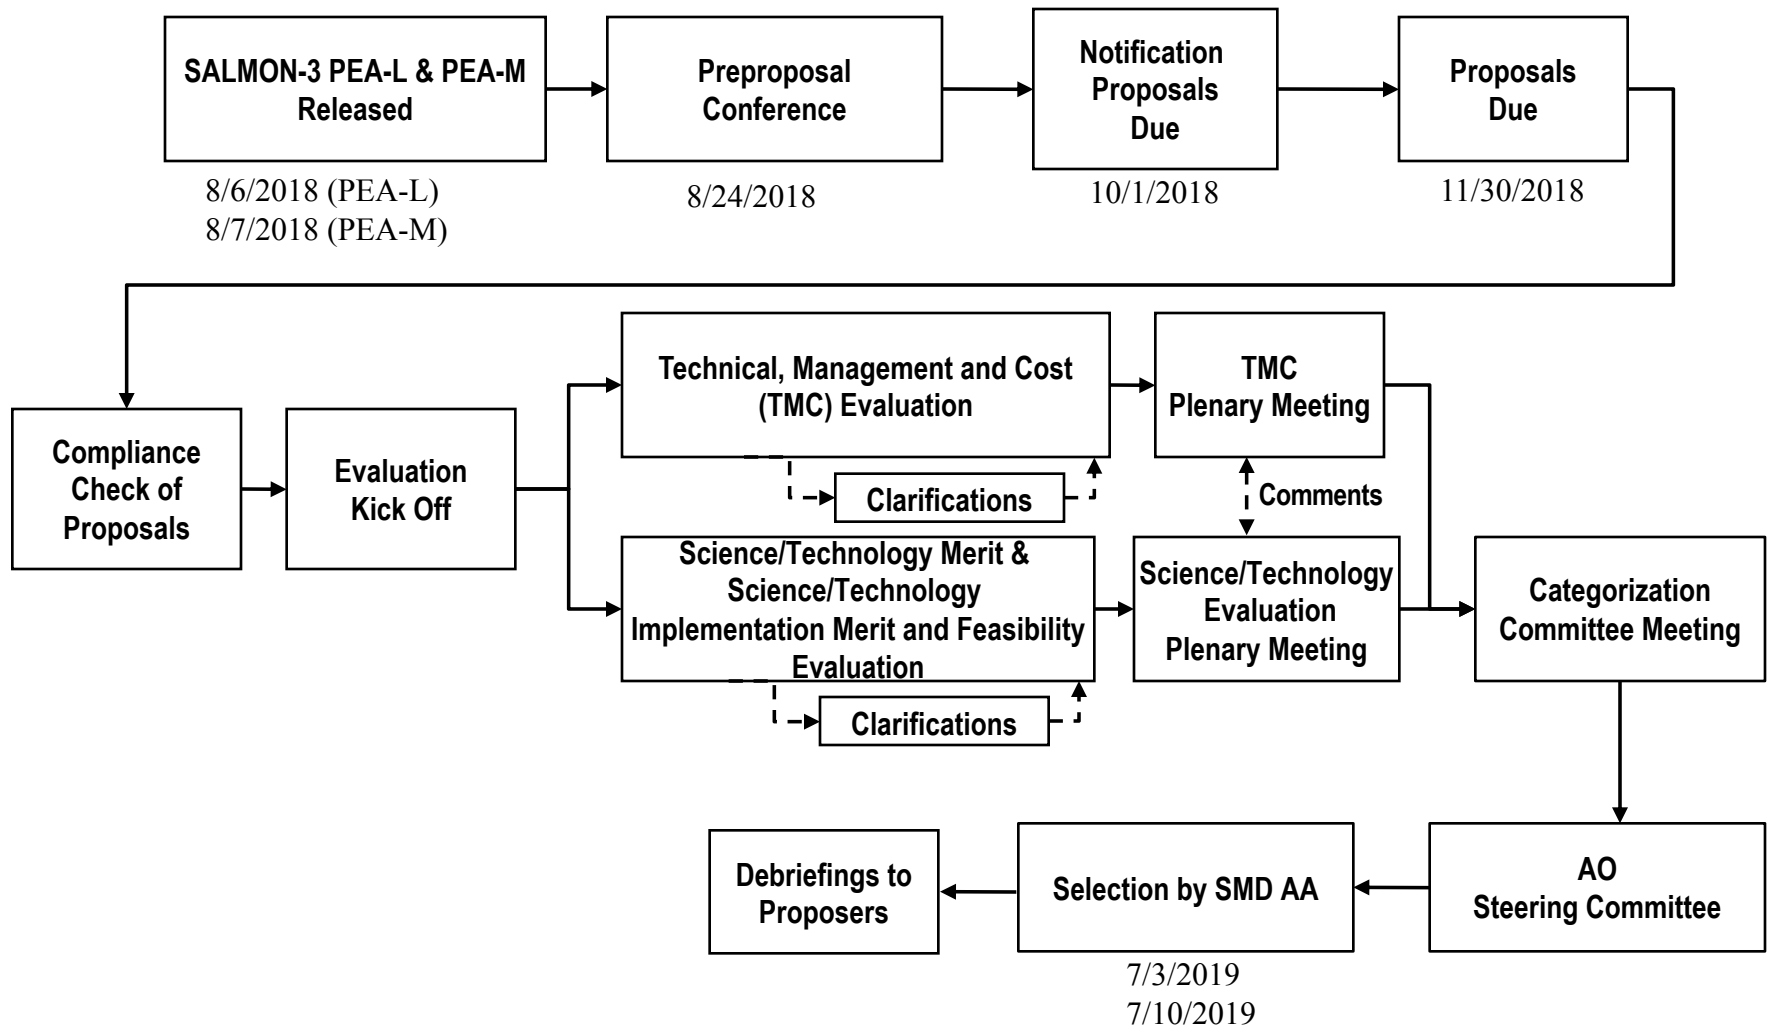 SALMON-3 PEA-L & PEA-M
Released
8/6/2018 (PEA-L)
8/7/2018 (PEA-M)
Preproposal
Conference
8/24/2018
Notification
Proposals
Due
10/1/2018
Proposals
Due
11/30/2018
Compliance
Check of
Proposals
Evaluation
Kick Off
Technical, Management and Cost
(TMC) Evaluation
Clarifications
TMC
Plenary Meeting
Comments
Science/Technology Merit &
Science/Technology
Implementation Merit and Feasibility
Evaluation
Clarifications
Science/Technology
Evaluation
Plenary Meeting
Categorization
Committee Meeting
AO
Steering Committee
Selection by SMD AA
7/3/2019
7/10/2019
Debriefings to
Proposers